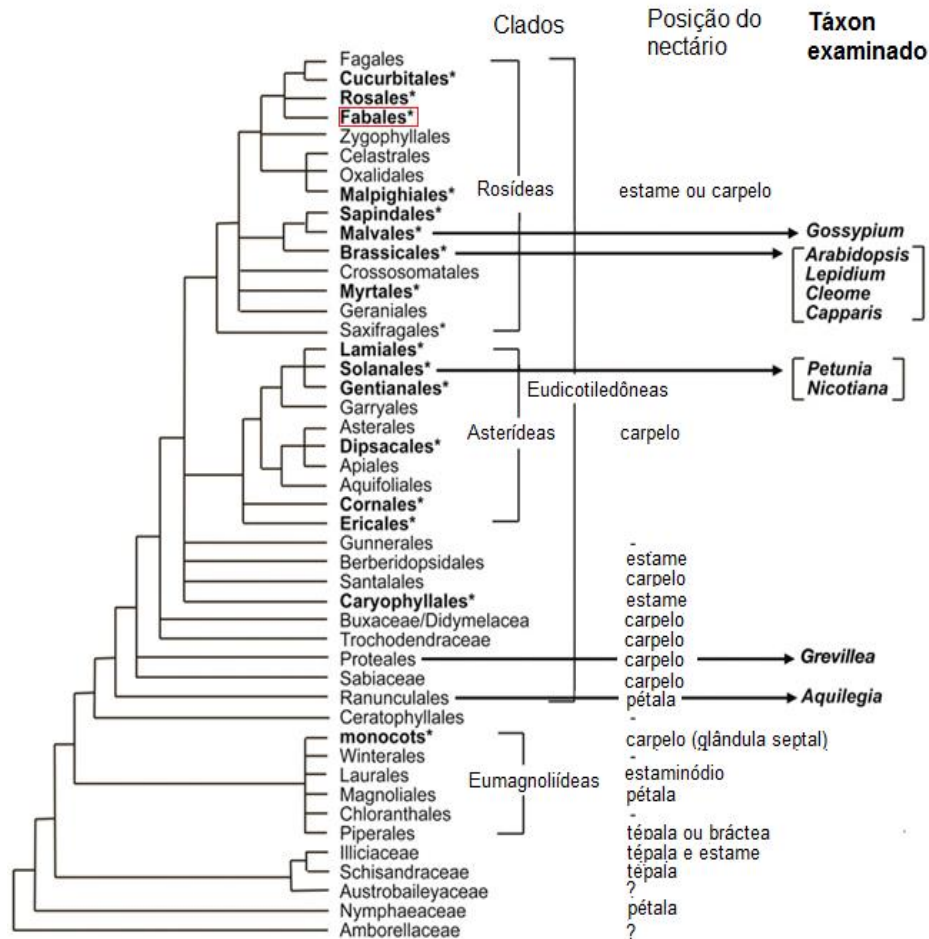 Clados Posição do nectário Táxon examinado
Fagales
Cucurbitales*
Rosales*
Fabales*
Zygophyllales
Celastrales
Oxalidales
Malpighiales* Rosídeas estame ou carpelo
Sapindales*
Malvales* Gossypium
Brassicales* Arabidopsis
Lepidium
Cleome
Capparis
Crossosomatales
Myrtales*
Geraniales
Saxifragales*
Lamiales*
Solanales* Petunia
Nicotiana
Gentianales* Eudicotiledôneas
Garryales
Asterales Asterídeas carpelo
Dipsacales*
Apiales
Aquifoliales
Cornales*
Ericales*
Gunnerales -
Berberidopsidales estame
Santalales carpelo
Caryophyllales* estame
Buxaceae/Didymelacea carpelo
Trochodendraceae carpelo
Proteales carpelo Grevillea
Sabiaceae carpelo
Ranunculales pétala Aquilegia
Ceratophyllales -
monocots* carpelo (glândula septal)
Winterales -
Laurales Eumagnoliídeas estaminódio
Magnoliales pétala
Chloranthales -
Piperales tépala ou bráctea
Illiciaceae tépala e estame
Schisandraceae tépala
Austrobaileyaceae ?
Nymphaeaceae pétala
Amborellaceae ?